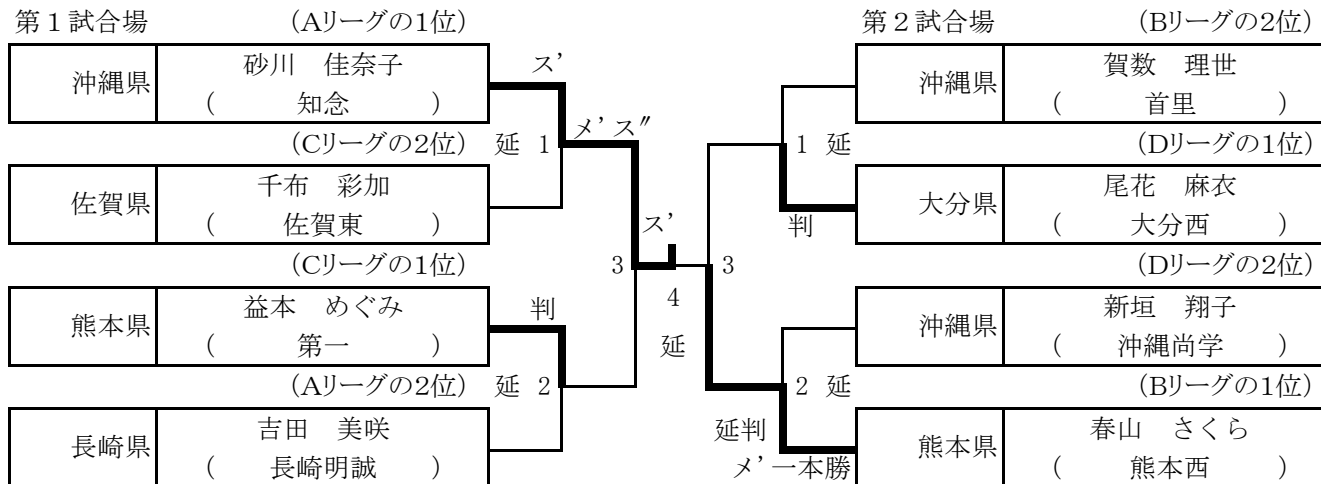 第１試合場 (Aリーグの1位)
沖縄県 砂川　佳奈子
( 知念 )
ス’
(Cリーグの2位) 延 1 メ’ス″
佐賀県 千布　彩加
( 佐賀東 )
(Cリーグの1位)
熊本県 益本　めぐみ
( 第一 )
判
(Aリーグの2位) 延 2
長崎県 吉田　美咲
( 長崎明誠 )
3 ス’ 3
4
延
第２試合場 (Bリーグの2位)
沖縄県 賀数　理世
( 首里 )
1 延 (Dリーグの1位)
大分県 尾花　麻衣
( 大分西 )
判
(Dリーグの2位)
沖縄県 新垣　翔子
( 沖縄尚学 )
2 延 (Bリーグの1位)
延判
メ’一本勝
熊本県 春山　さくら
( 熊本西 )